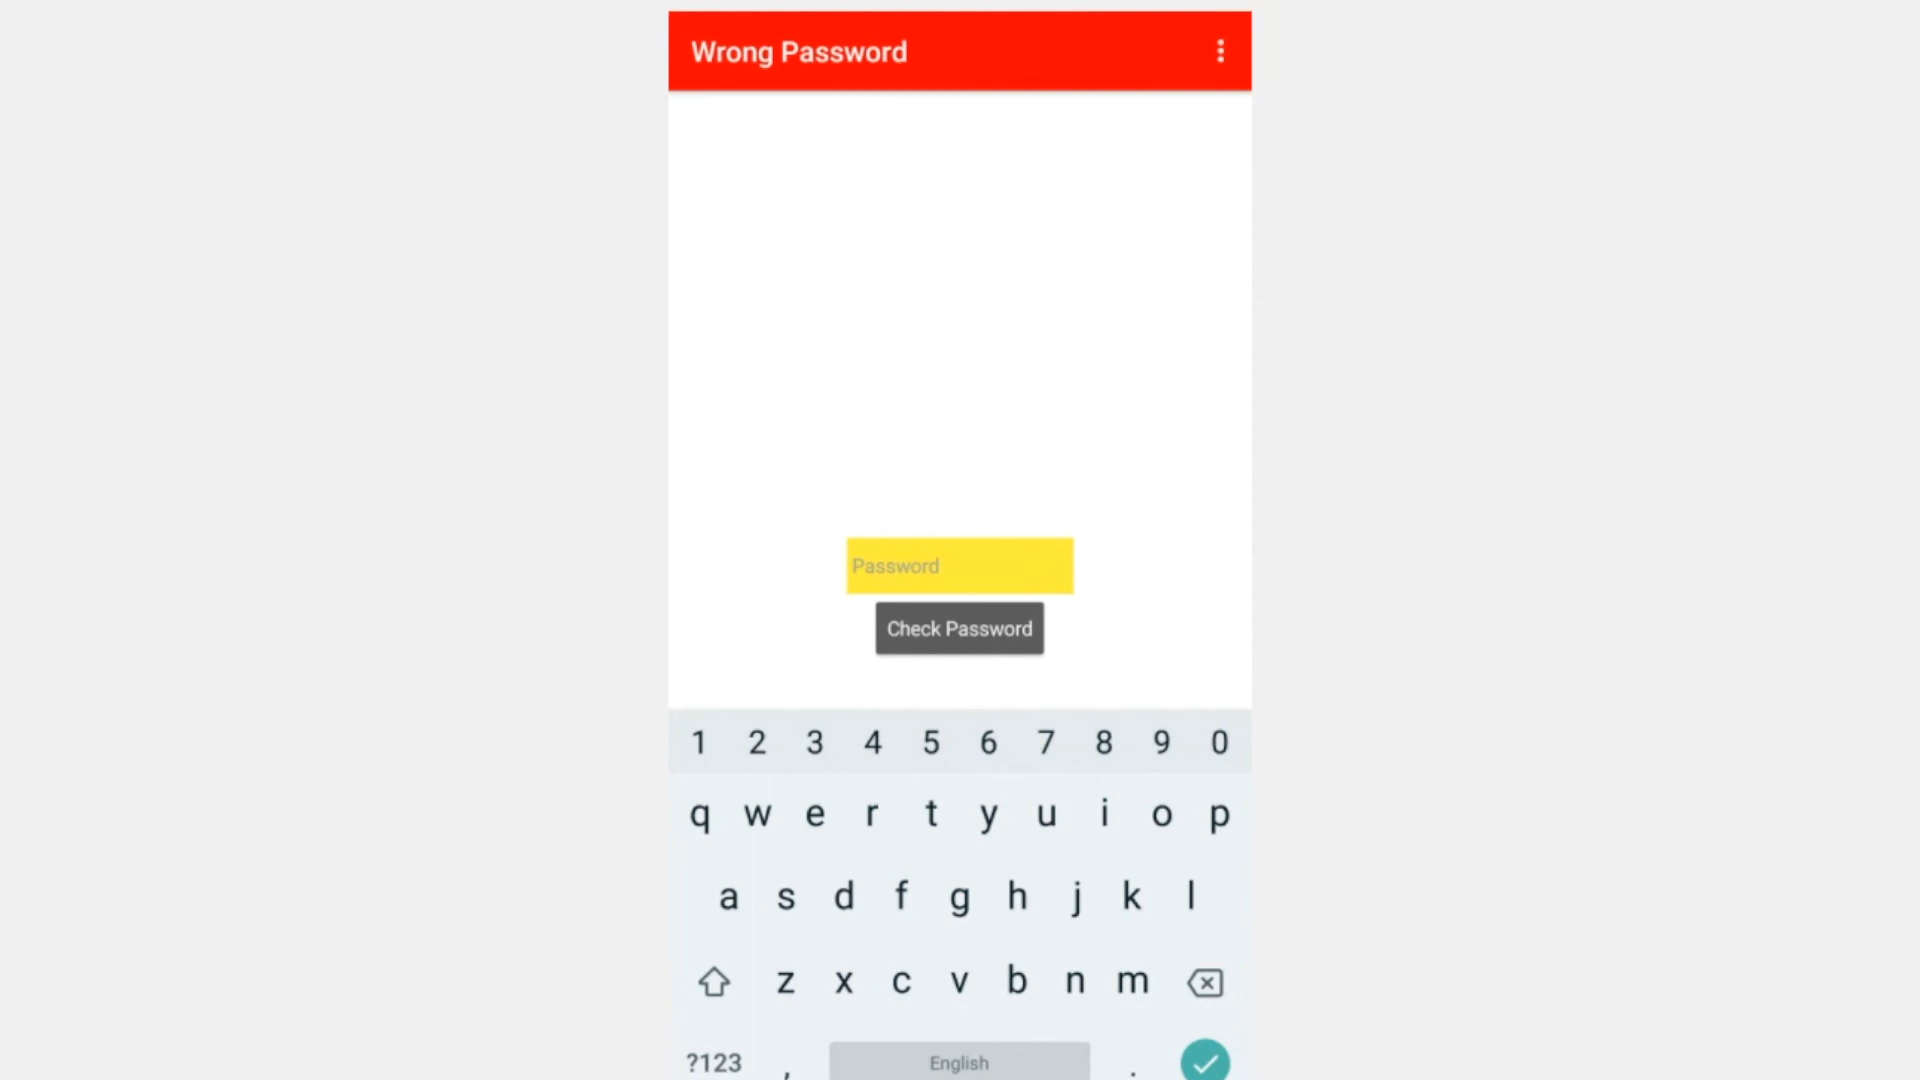 Wrong Password
Password
Check Password
1 2 3 4 5 6 7 8 9 0
q w e r t y u i o p
a s d f g h j k l
z x c v b n m
?123 , English .